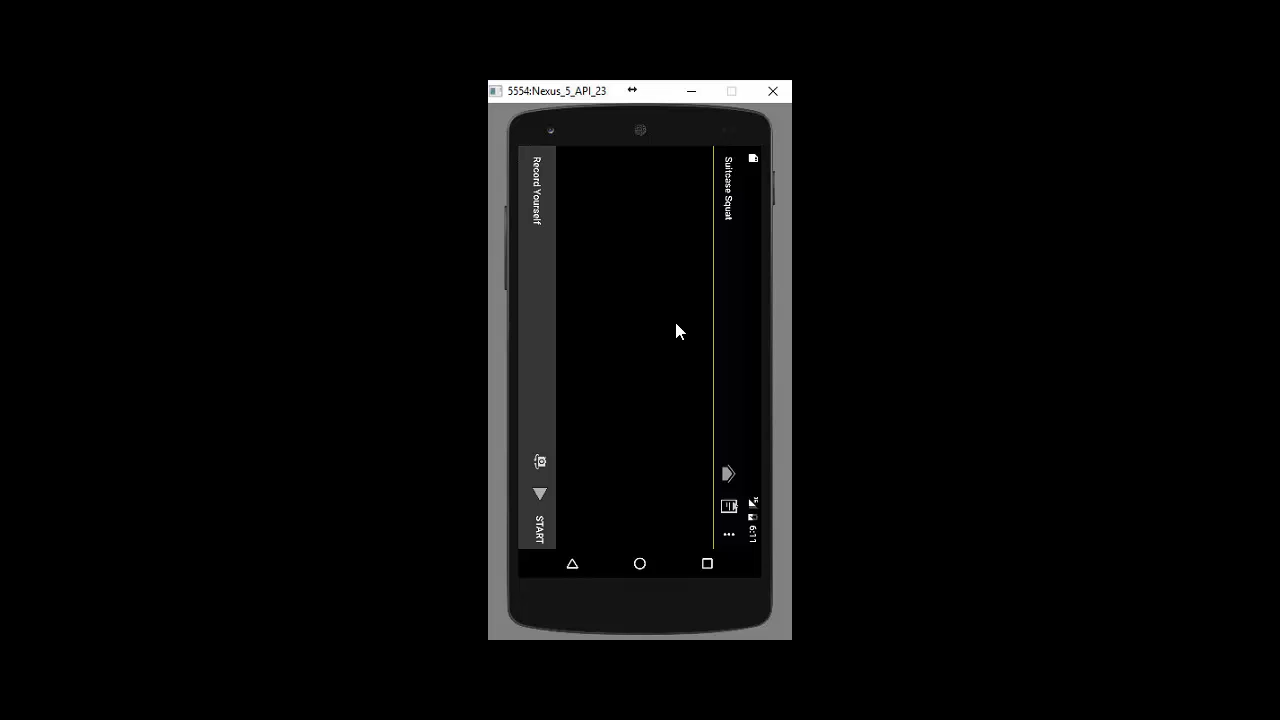 5554:Nexus_5_API_23
6:11
Suitcase Squat
Record Yourself
START